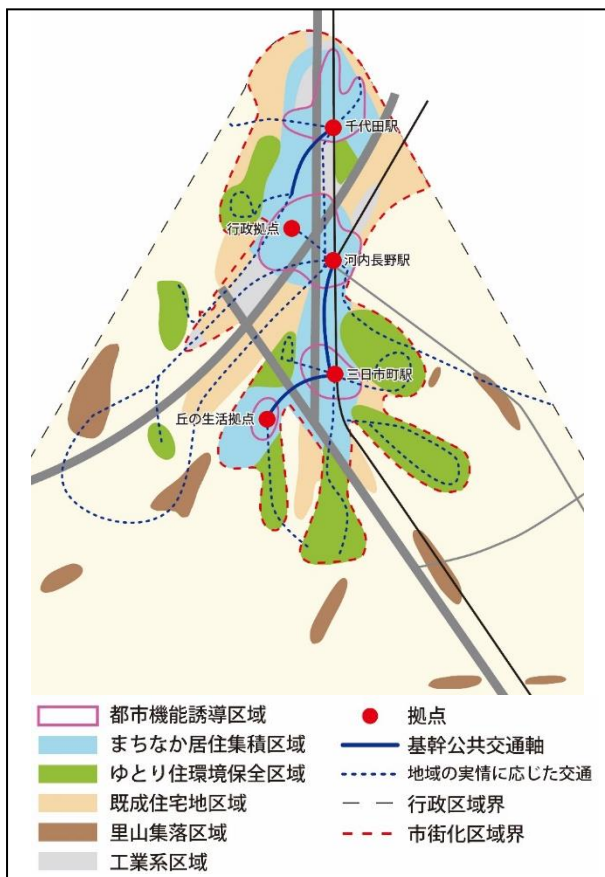 千代田駅
行政拠点
河内長野駅
三日市町駅
丘の生活拠点
都市機能誘導区域
まちなか居住集積区域
ゆとり住環境保全区域
既成住宅地区域
里山集落区域
工業系区域
拠点
基幹公共交通軸
地域の実情に応じた交通
行政区域界
市街化区域界